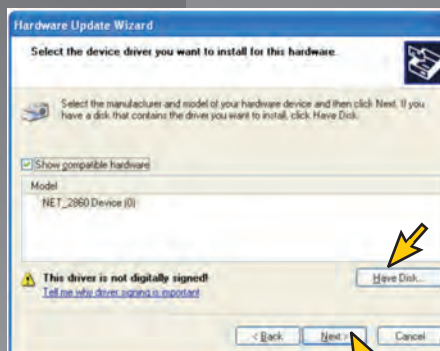 Hardware Update Wizard
Select the device driver you want to install for this hardware.
Select the manufacturer and model of your hardware device and then click Next. If you
have a disk that contains the driver you want to install, click Have Disk.
Show compatible hardware
Model
NET_2860 Device (0)
This driver is not digitally signed!
Tell me why driver signing is important
Have Disk...
< Back
Next >
Cancel